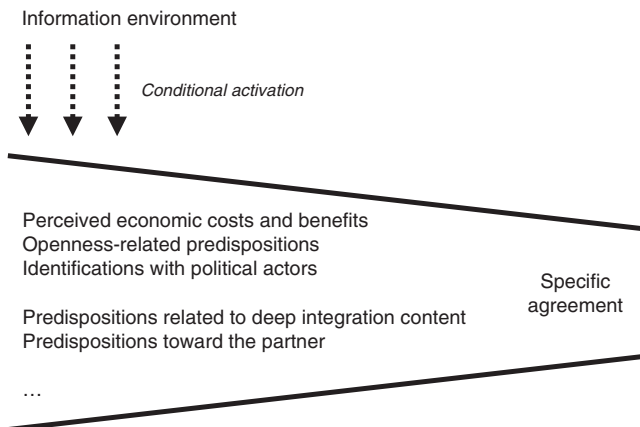 Information environment
Conditional activation
Perceived economic costs and benefits
Openness-related predispositions
Identifications with political actors
Specific
agreement
Predispositions related to deep integration content
Predispositions toward the partner
…